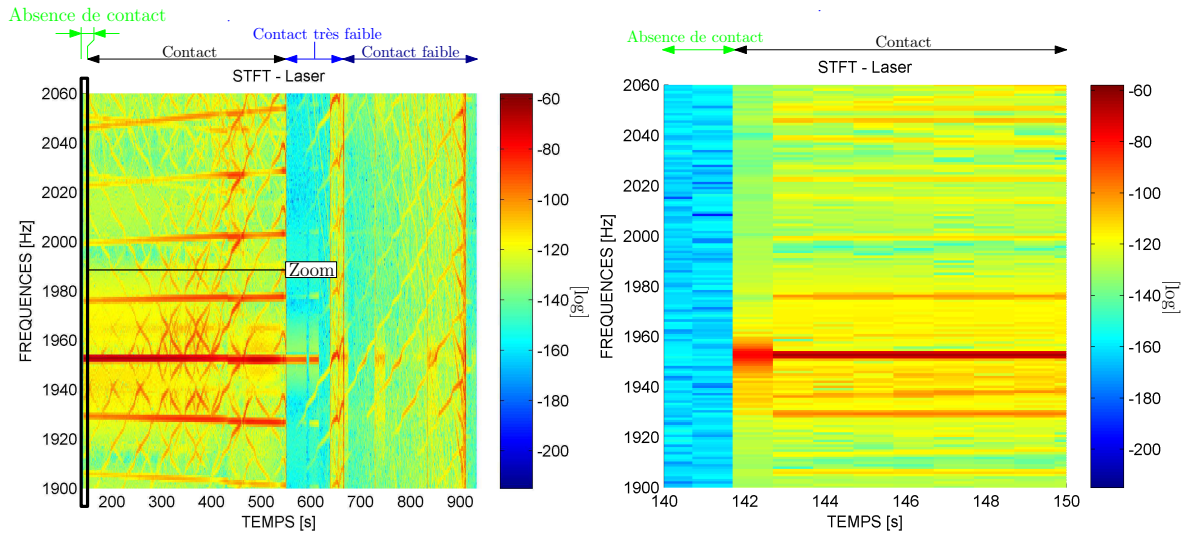 Absence de contact
Contact
Contact très faible
Contact faible
STFT - Laser
2060
2040
2020
2000
1980
1960
1940
1920
1900
FREQUENCES [Hz]
Zoom
200 300 400 500 600 700 800 900
TEMPS [s]
-60
-80
-100
-120
-140
-160
-180
-200
[log]
Absence de contact
Contact
STFT - Laser
2060
2040
2020
2000
1980
1960
1940
1920
1900
FREQUENCES [Hz]
140 142 144 146 148 150
TEMPS [s]
-60
-80
-100
-120
-140
-160
-180
-200
[log]